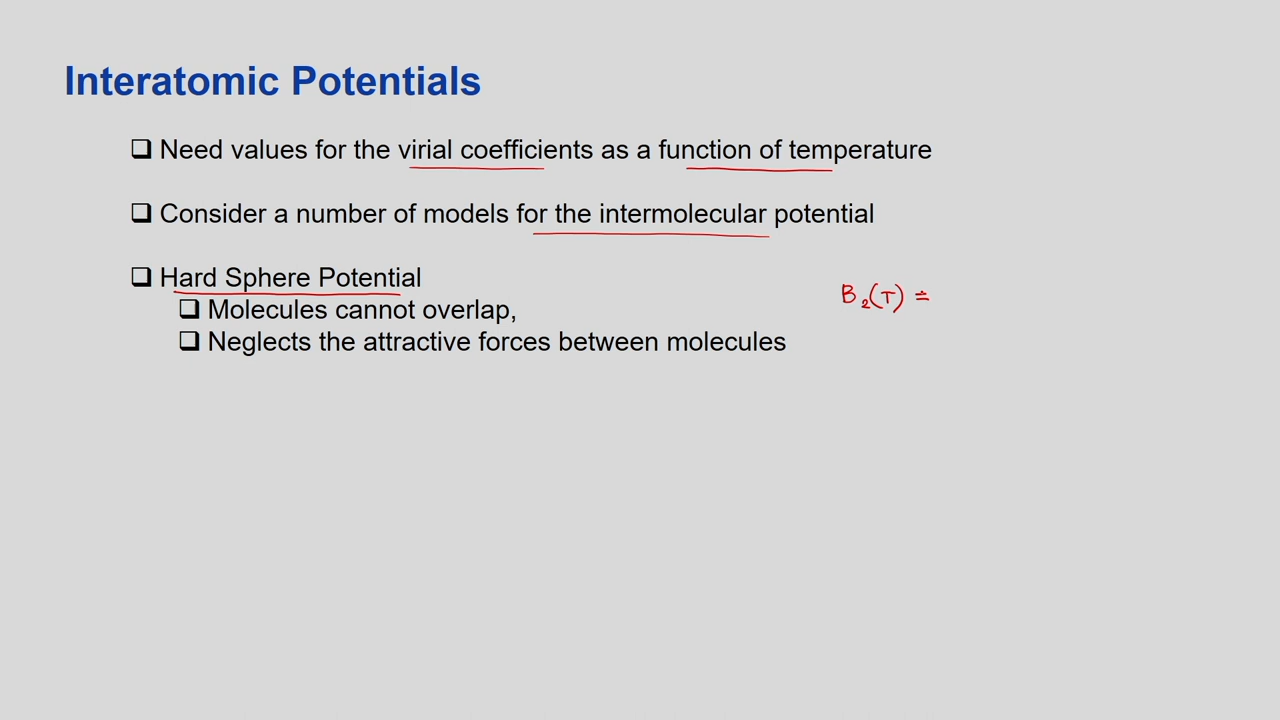 Interatomic Potentials
❑ Need values for the virial coefficients as a function of temperature
❑ Consider a number of models for the intermolecular potential
❑ Hard Sphere Potential
B₂(T) =
❑ Molecules cannot overlap,
❑ Neglects the attractive forces between molecules